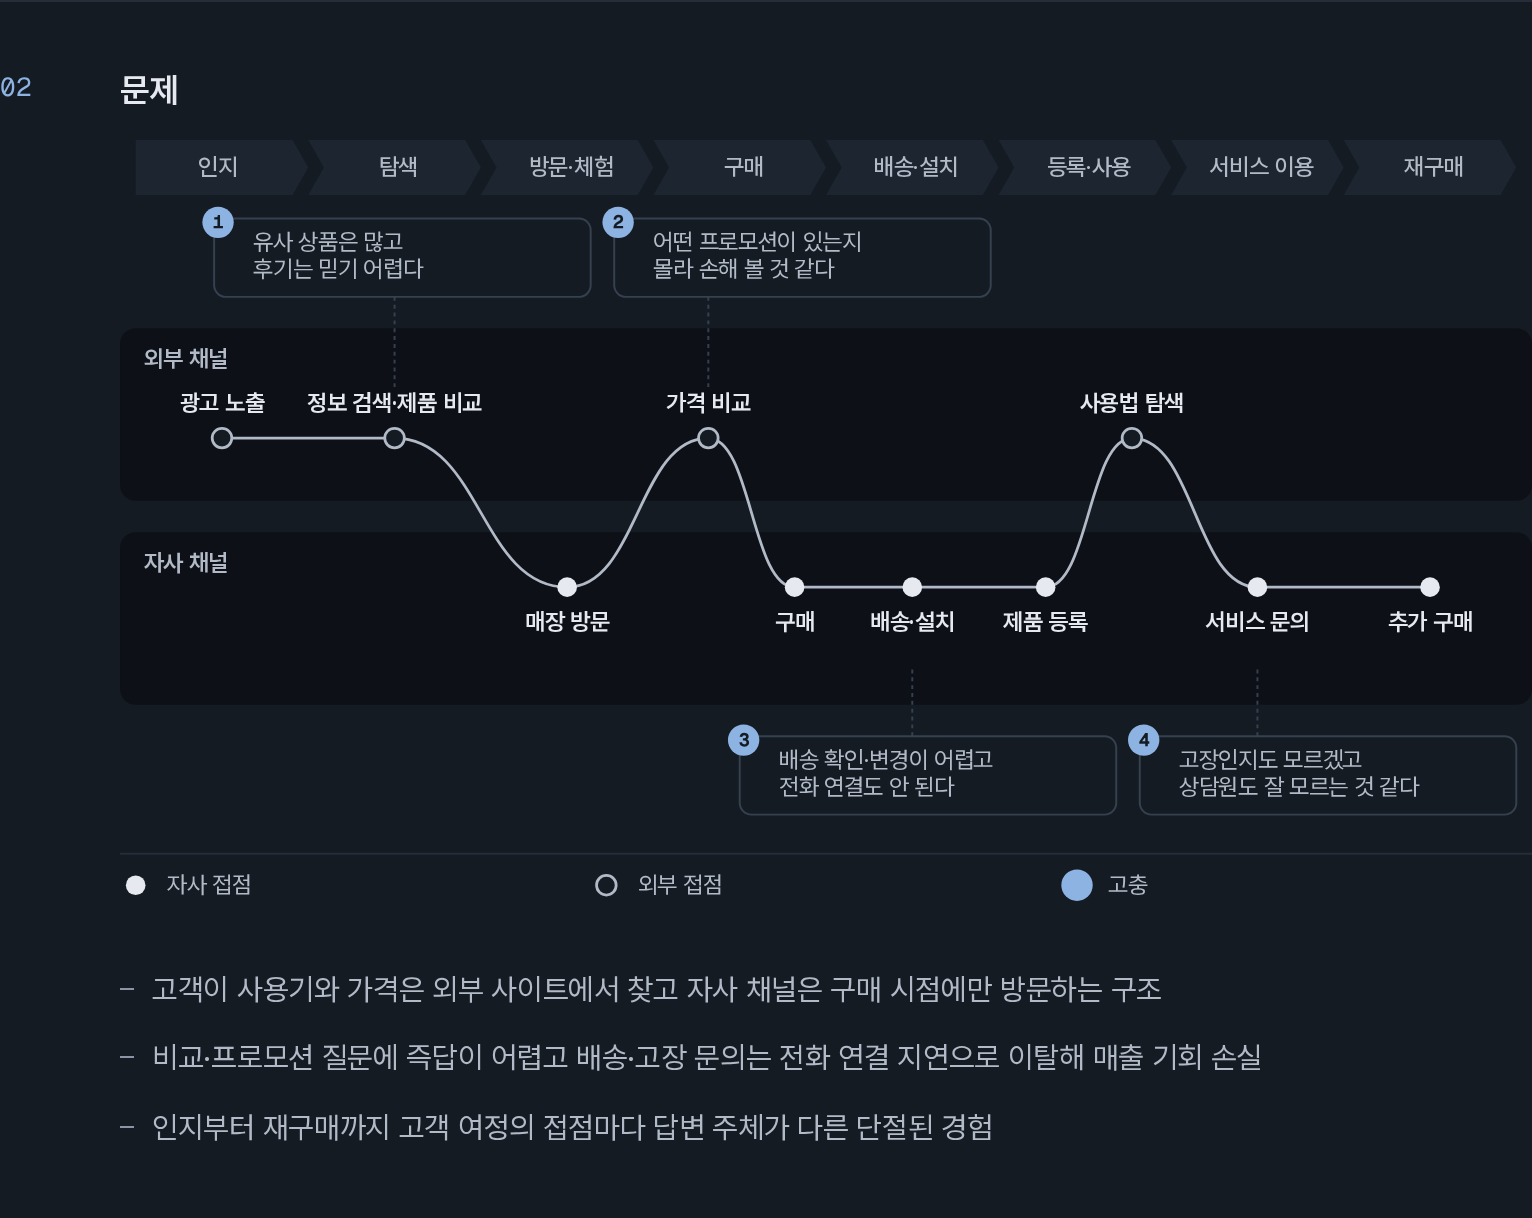 02
문제
인지
탐색
방문·체험
구매
배송·설치
등록·사용
서비스 이용
재구매
1
유사 상품은 많고
후기는 믿기 어렵다
2
어떤 프로모션이 있는지
몰라 손해 볼 것 같다
외부 채널
광고 노출
정보 검색·제품 비교
가격 비교
사용법 탐색
자사 채널
매장 방문
구매
배송·설치
제품 등록
서비스 문의
추가 구매
3
배송 확인·변경이 어렵고
전화 연결도 안 된다
4
고장인지도 모르겠고
상담원도 잘 모르는 것 같다
자사 접점
외부 접점
고충
– 고객이 사용기와 가격은 외부 사이트에서 찾고 자사 채널은 구매 시점에만 방문하는 구조
– 비교·프로모션 질문에 즉답이 어렵고 배송·고장 문의는 전화 연결 지연으로 이탈해 매출 기회 손실
– 인지부터 재구매까지 고객 여정의 접점마다 답변 주체가 다른 단절된 경험